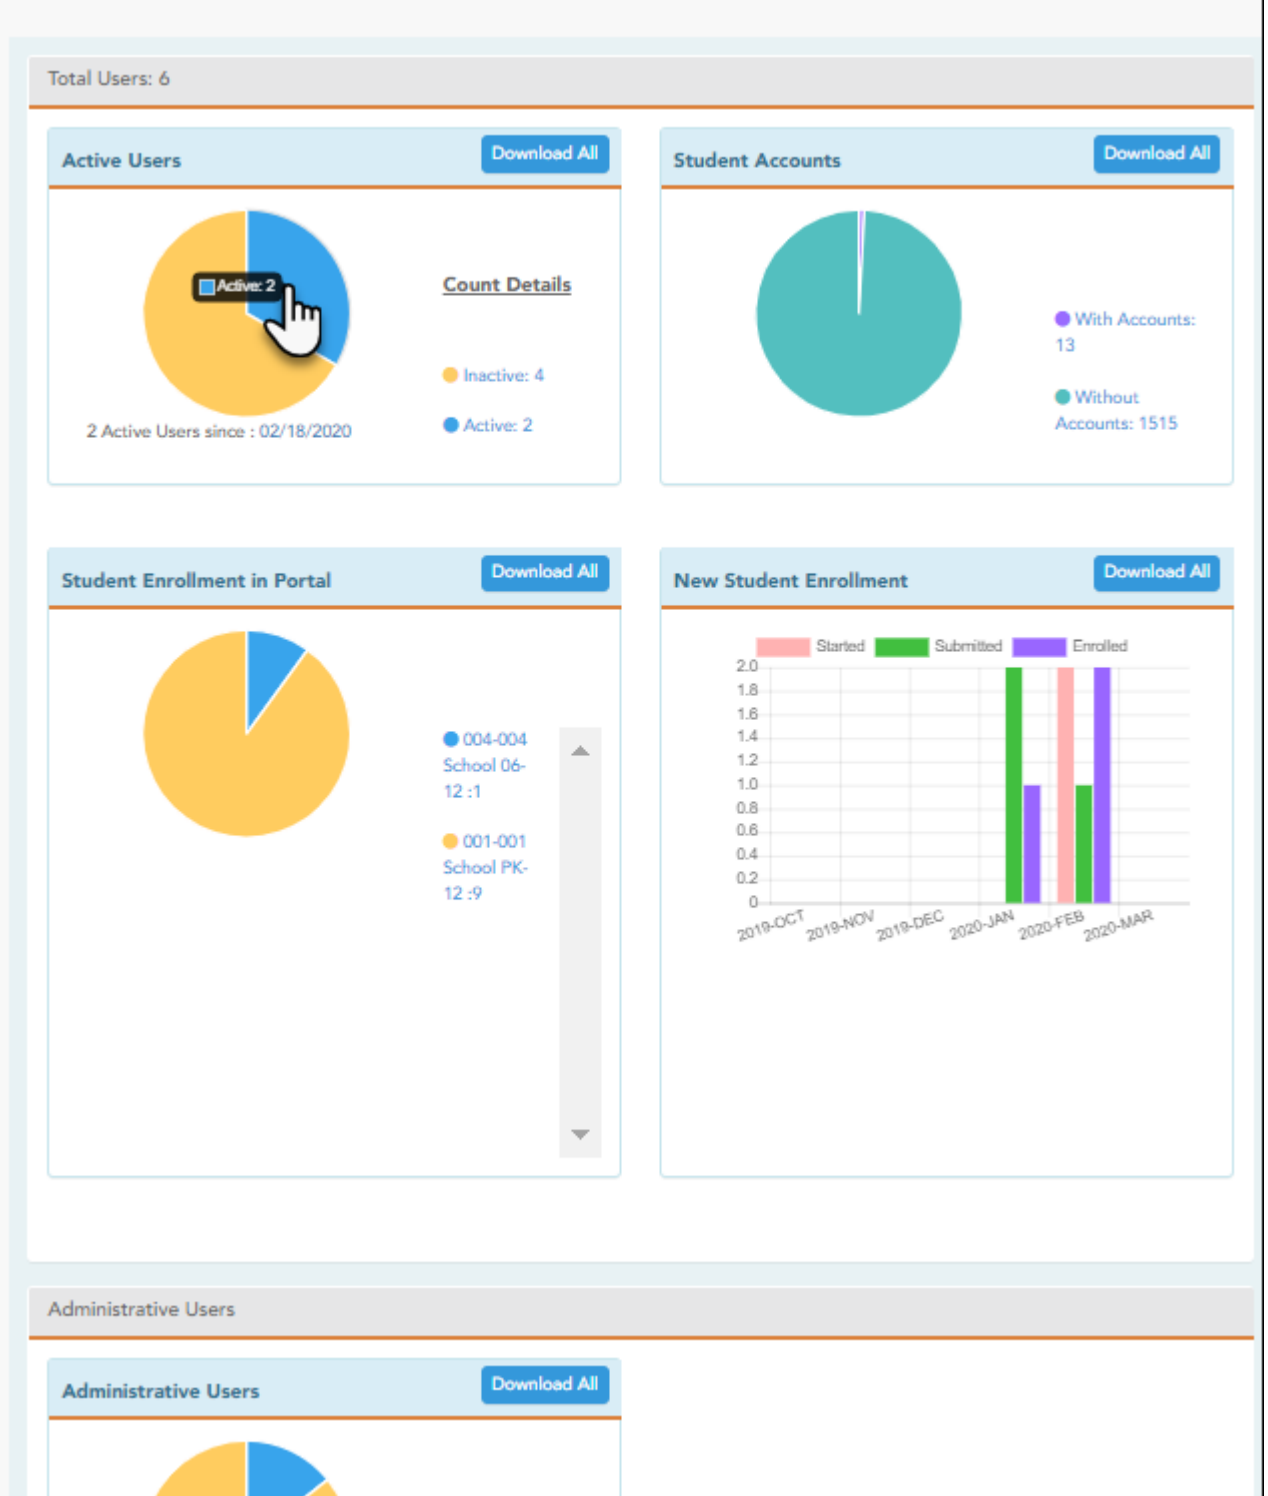 Total Users: 6
Active Users
Download All
Active: 2
Count Details
Inactive: 4
Active: 2
2 Active Users since : 02/18/2020
Student Accounts
Download All
With Accounts:
13
Without
Accounts: 1515
Student Enrollment in Portal
Download All
004-004
School 06-
12 :1
001-001
School PK-
12 :9
New Student Enrollment
Download All
Started Submitted Enrolled
2.0
1.8
1.6
1.4
1.2
1.0
0.8
0.6
0.4
0.2
0
2019-OCT 2019-NOV 2019-DEC 2020-JAN 2020-FEB 2020-MAR
Administrative Users
Administrative Users
Download All